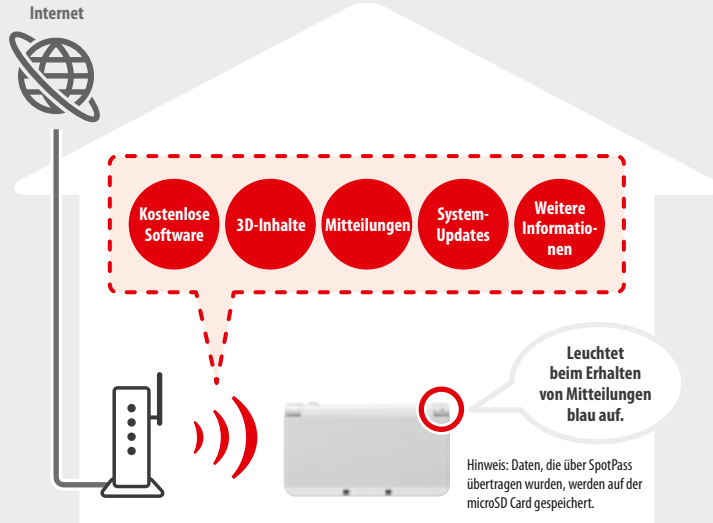 Internet
Kostenlose
Software
3D-Inhalte
Mitteilungen
System-
Updates
Weitere
Informatio-
nen
Leuchtet
beim Erhalten
von Mitteilungen
blau auf.
Hinweis: Daten, die über SpotPass
übertragen wurden, werden auf der
microSD Card gespeichert.